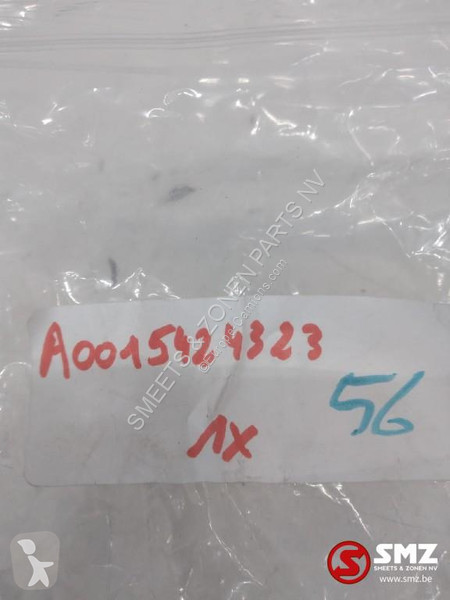 SMEETS & ZONEN PARTS NV
A0015424323
56
1X
SMZ
SMEETS & ZONEN NV
www.smz.be